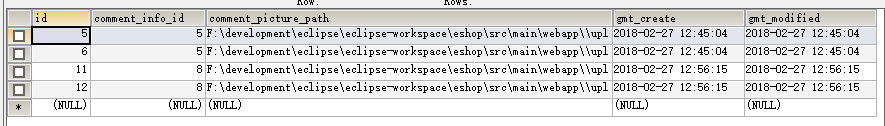 Row: Rows:
id comment_info_id comment_picture_path gmt_create gmt_modified
5 5 F:\development\eclipse\eclipse-workspace\eshop\src\main\webapp\\upl 2018-02-27 12:45:04 2018-02-27 12:45:04
6 5 F:\development\eclipse\eclipse-workspace\eshop\src\main\webapp\\upl 2018-02-27 12:45:04 2018-02-27 12:45:04
11 8 F:\development\eclipse\eclipse-workspace\eshop\src\main\webapp\\upl 2018-02-27 12:56:15 2018-02-27 12:56:15
12 8 F:\development\eclipse\eclipse-workspace\eshop\src\main\webapp\\upl 2018-02-27 12:56:15 2018-02-27 12:56:15
* (NULL) (NULL) (NULL) (NULL) (NULL)